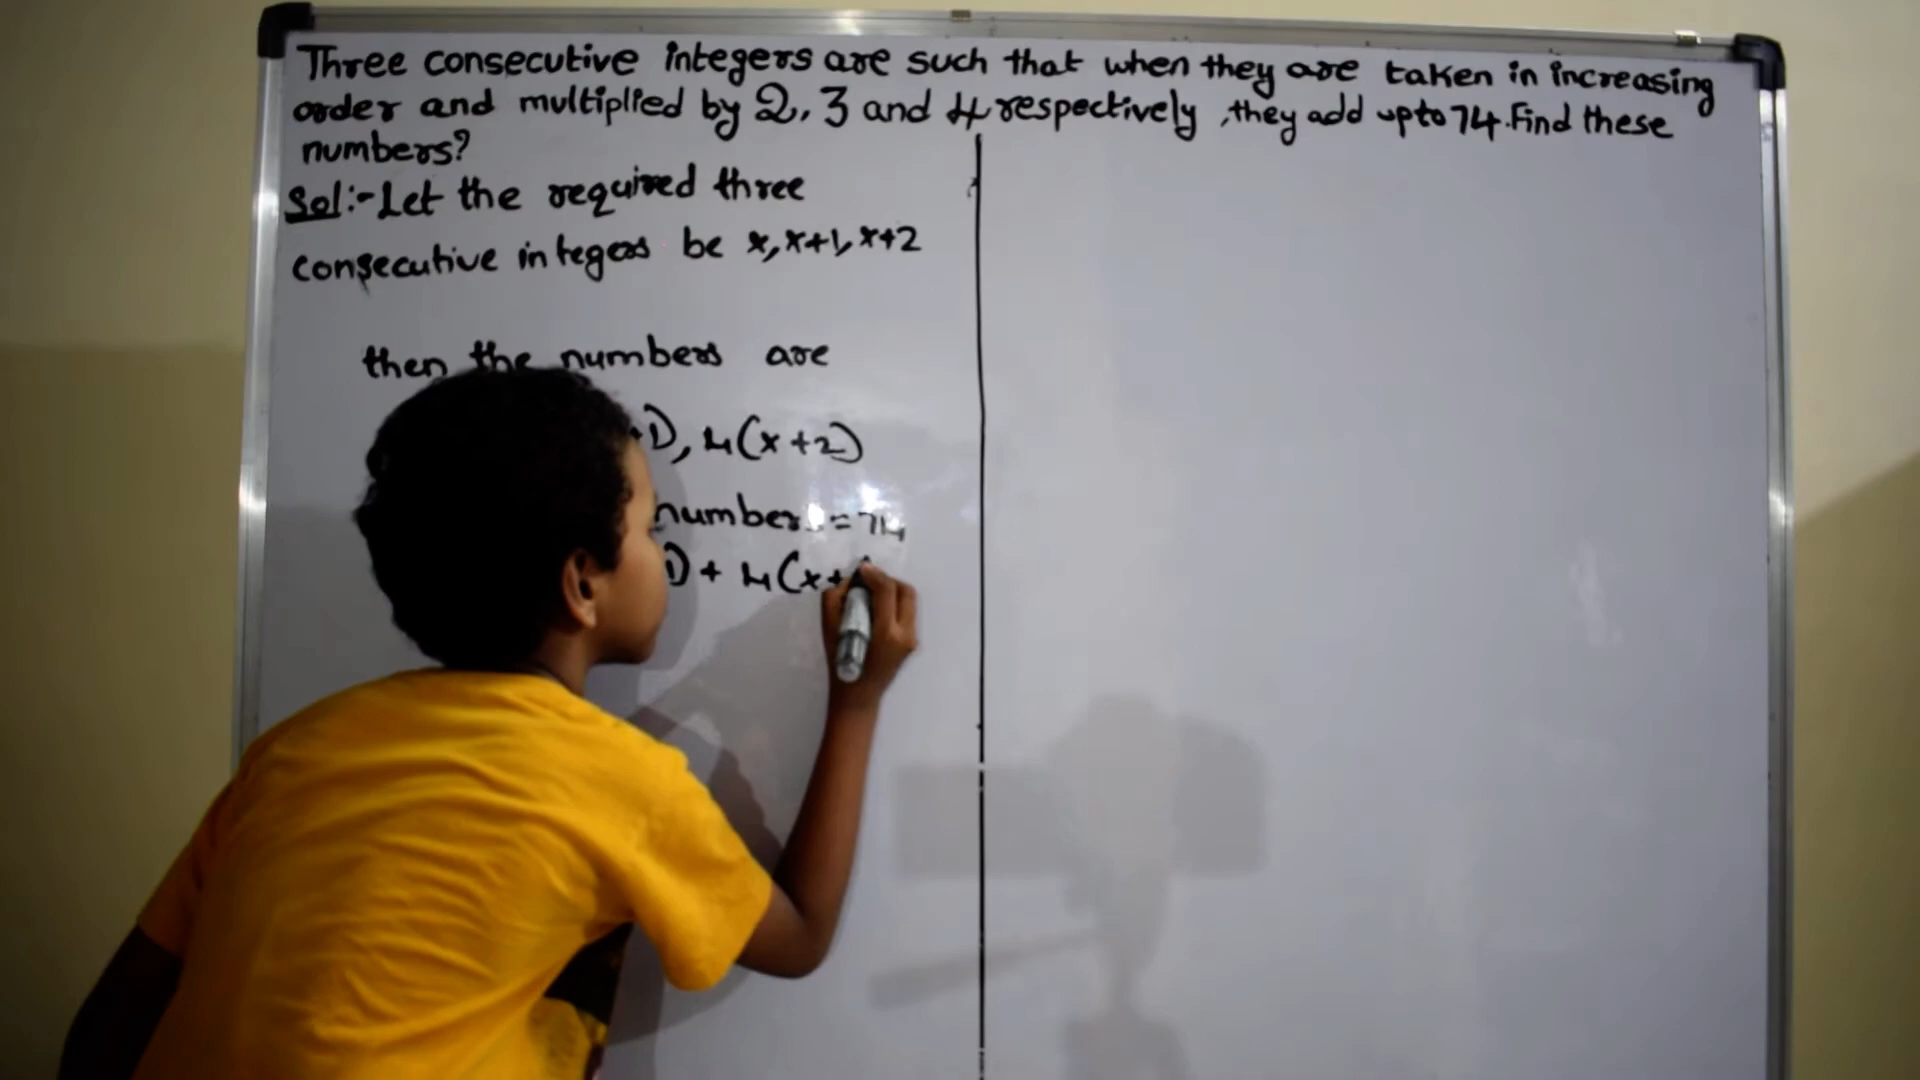 Three consecutive integers are such that when they are taken in increasing
order and multiplied by 2, 3 and 4 respectively, they add upto 74. Find these
numbers?
Sol:- Let the required three
consecutive integers be x, x+1, x+2
then the numbers are
1), 4(x+2)
numbers = 74
1) + 4(x+